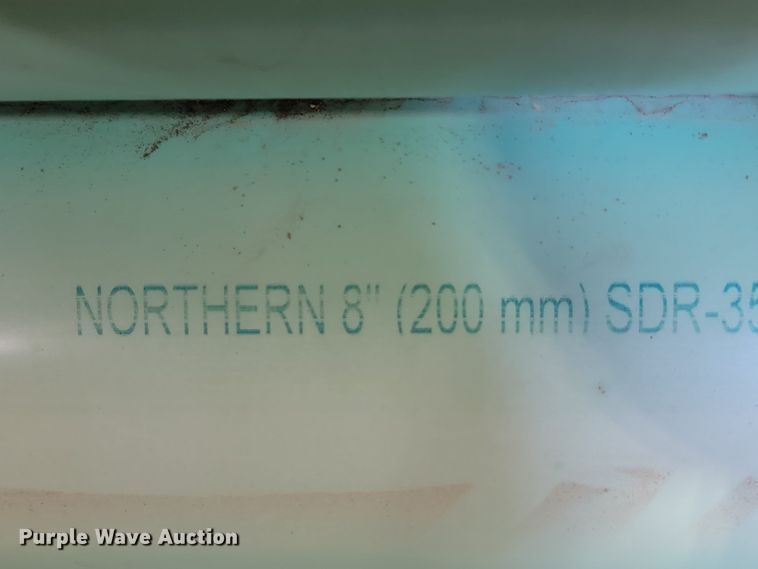 NORTHERN 8" (200 mm) SDR-35
Purple Wave Auction